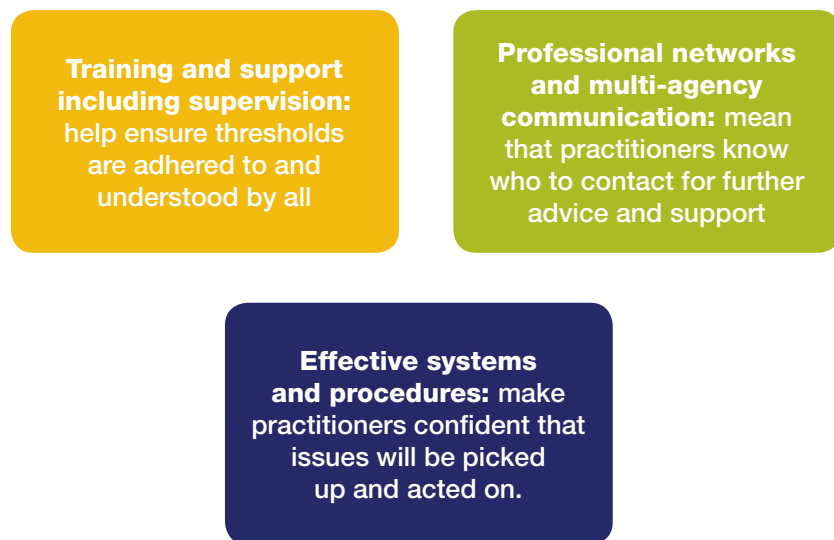 Training and support
including supervision:
help ensure thresholds
are adhered to and
understood by all
Professional networks
and multi-agency
communication: mean
that practitioners know
who to contact for further
advice and support
Effective systems
and procedures: make
practitioners confident that
issues will be picked
up and acted on.